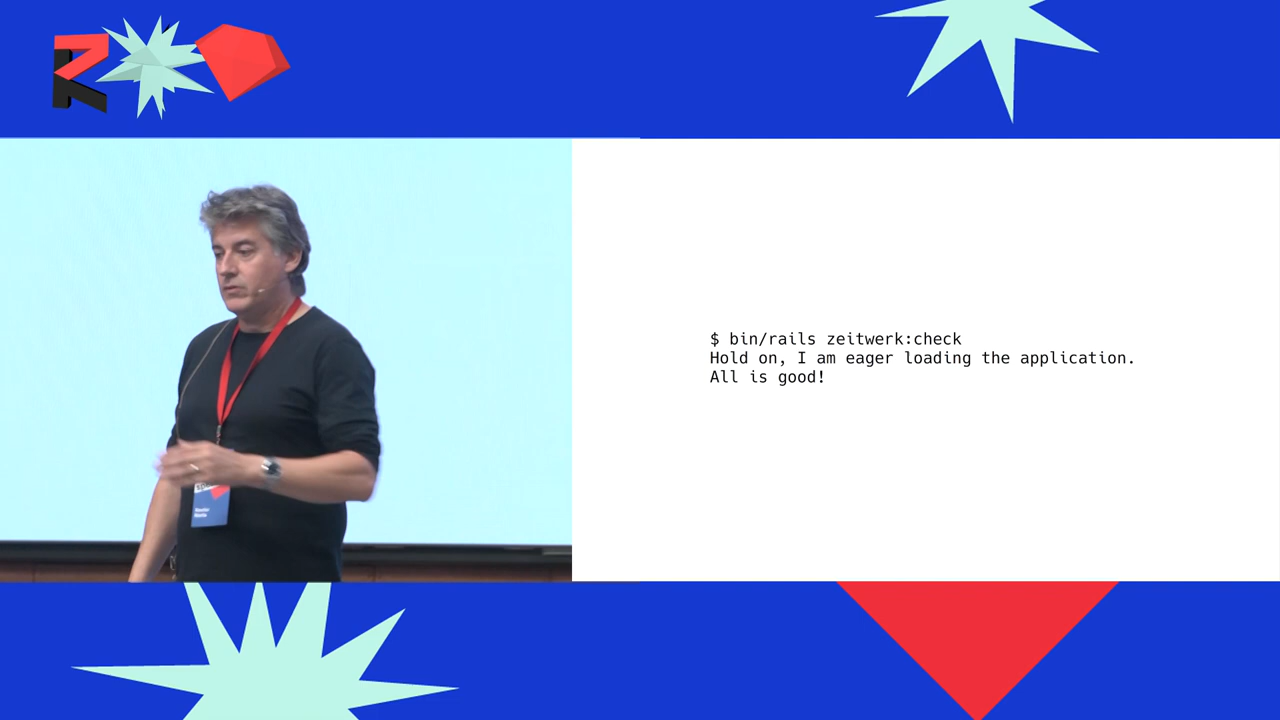 $ bin/rails zeitwerk:check
Hold on, I am eager loading the application.
All is good!